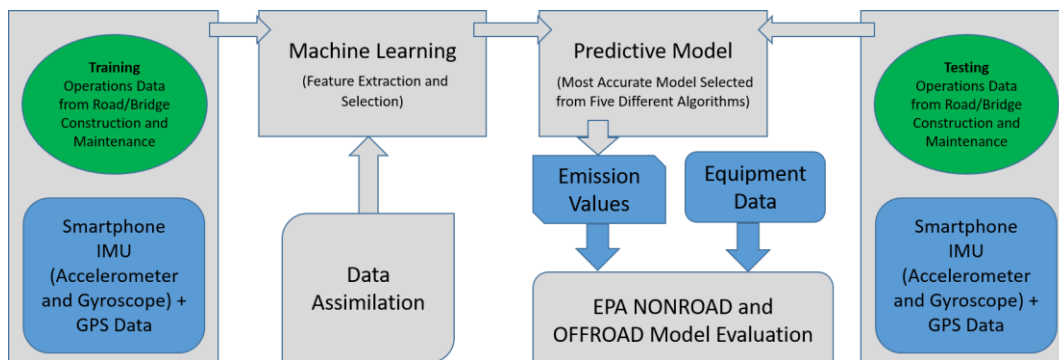 Training
Operations Data
from Road/Bridge
Construction and
Maintenance
Smartphone
IMU
(Accelerometer
and Gyroscope) +
GPS Data
Machine Learning
(Feature Extraction and
Selection)
Data
Assimilation
Predictive Model
(Most Accurate Model Selected
from Five Different Algorithms)
Emission
Values
Equipment
Data
EPA NONROAD and
OFFROAD Model Evaluation
Testing
Operations Data
from Road/Bridge
Construction and
Maintenance
Smartphone
IMU
(Accelerometer
and Gyroscope) +
GPS Data